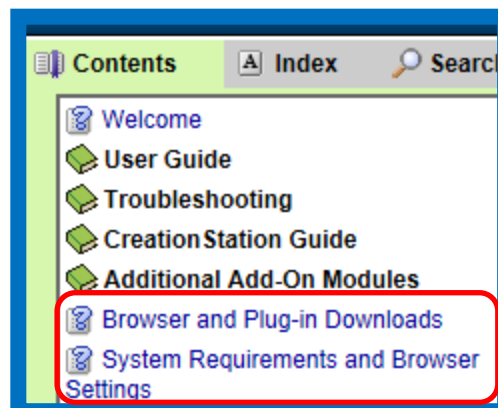 Contents A Index Search
Welcome
User Guide
Troubleshooting
CreationStation Guide
Additional Add-On Modules
Browser and Plug-in Downloads
System Requirements and Browser
Settings